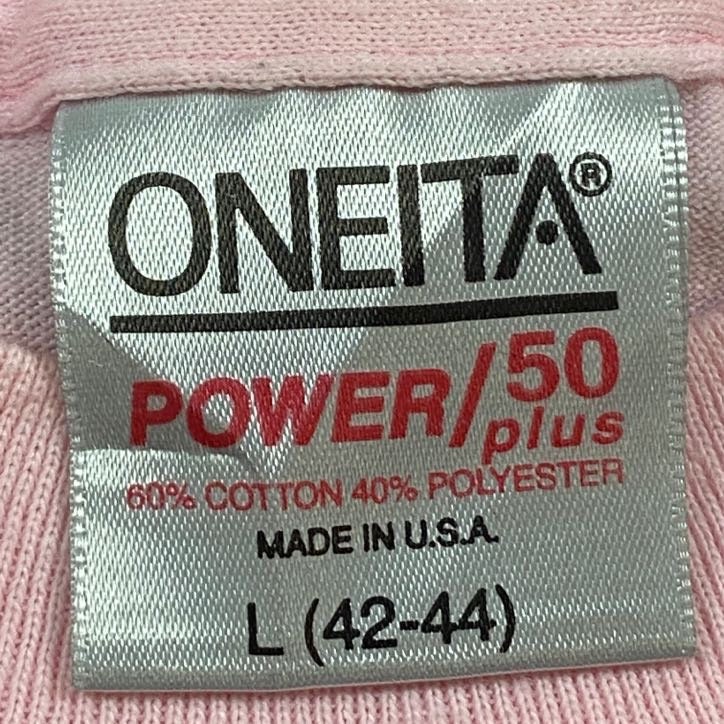 ONEITA®
POWER/50
plus
60% COTTON 40% POLYESTER
MADE IN U.S.A.
L (42-44)